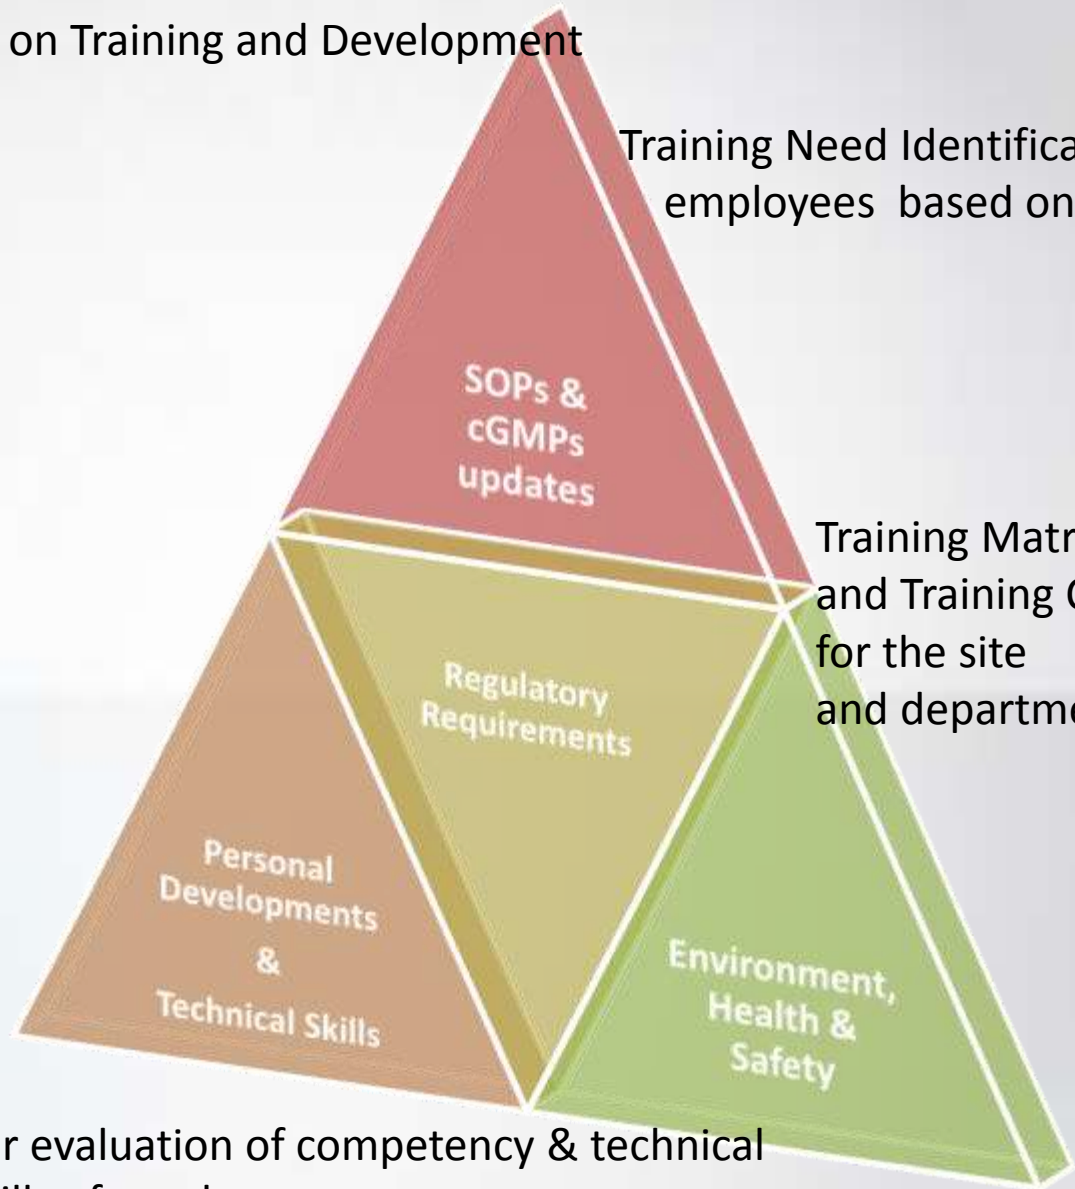 on Training and Development
Training Need Identifica
employees based on
SOPs &
cGMPs
updates
Training Matr
and Training
for the site
and departme
Regulatory
Requirements
Personal
Developments
&
Technical Skills
Environment,
Health &
Safety
r evaluation of competency & technical